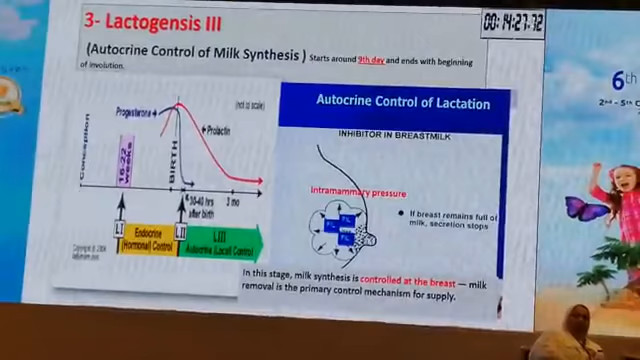 3- Lactogensis III
00:14:27.72
(Autocrine Control of Milk Synthesis ) Starts around 9th day and ends with beginning
of involution.
6th
Progesterone
(not to scale)
Prolactin
Conception
16-22
weeks
BIRTH
30-40 hrs
after birth
3 mo
LI
LII
Endocrine
(Hormonal) Control
LIII
Autocrine (Local) Control
Autocrine Control of Lactation
INHIBITOR IN BREASTMILK
Intramammary pressure
FIL
FIL
FIL
If breast remains full of
milk, secretion stops
In this stage, milk synthesis is controlled at the breast — milk
removal is the primary control mechanism for supply.